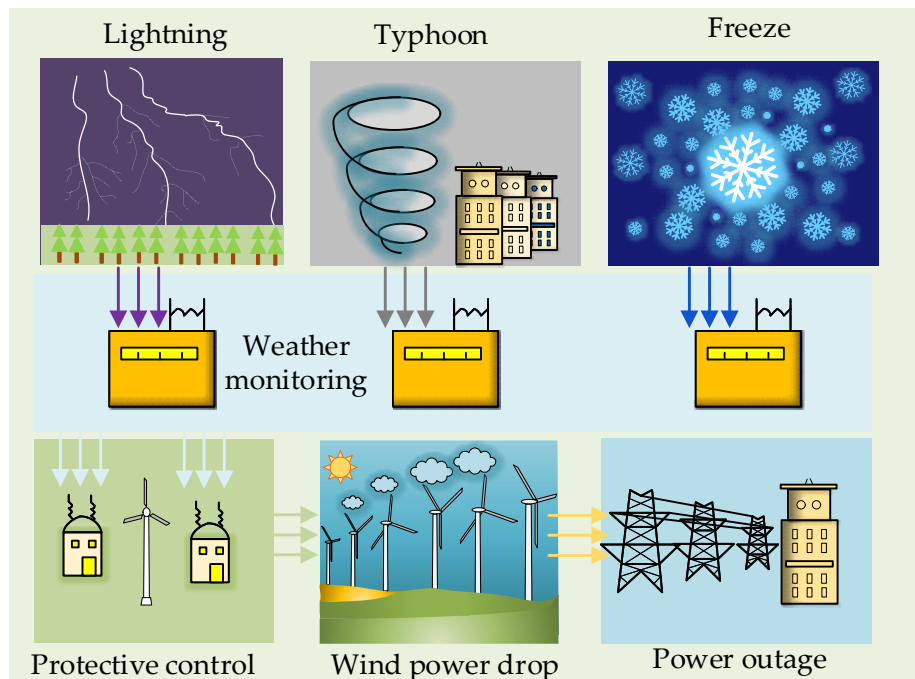 Lightning
Typhoon
Freeze
Weather
monitoring
Protective control
Wind power drop
Power outage